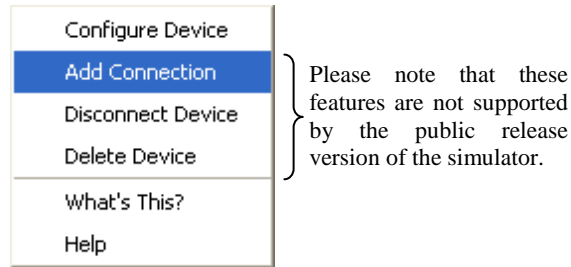 Configure Device
Add Connection
Disconnect Device
Delete Device
What's This?
Help
Please note that these
features are not supported
by the public release
version of the simulator.